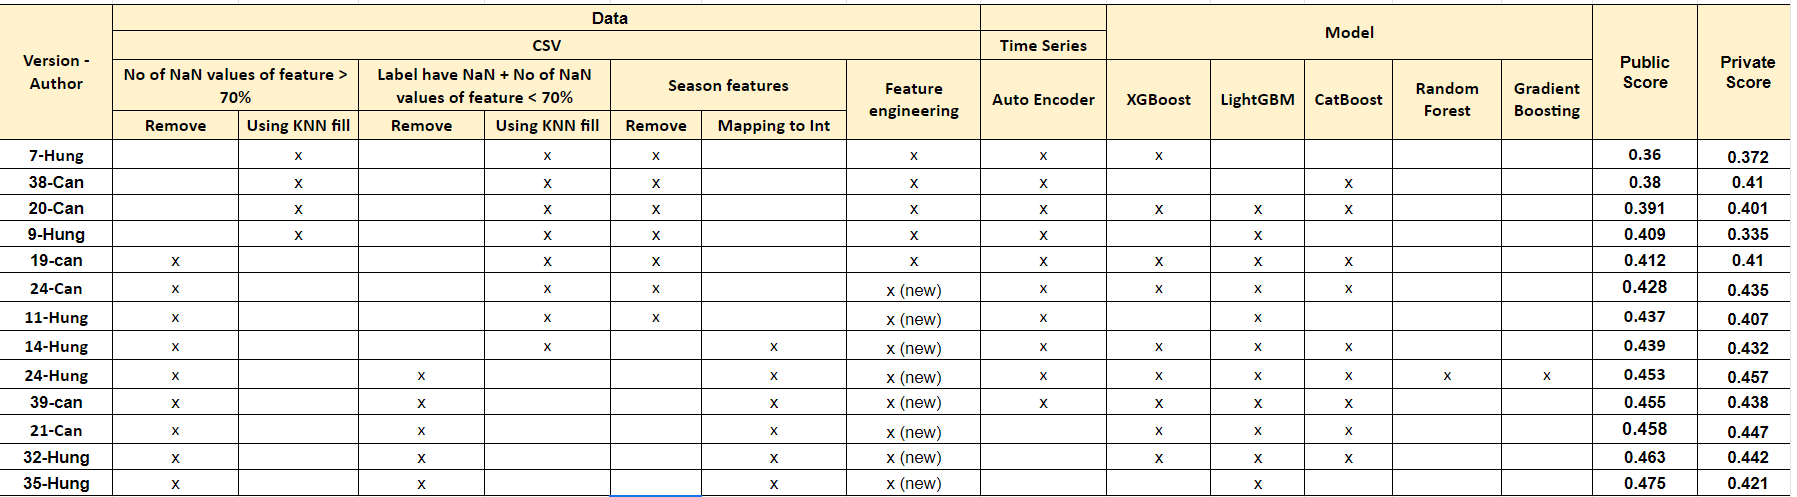 Version - Author
Data
CSV
Time Series
Model
Public Score
Private Score
No of NaN values of feature > 70%
Label have NaN + No of NaN values of feature < 70%
Season features
Feature engineering
Auto Encoder
XGBoost
LightGBM
CatBoost
Random Forest
Gradient Boosting
Remove
Using KNN fill
Remove
Using KNN fill
Remove
Mapping to Int
7-Hung x x x x x x 0.36 0.372
38-Can x x x x x x 0.38 0.41
20-Can x x x x x x x x 0.391 0.401
9-Hung x x x x x x 0.409 0.335
19-can x x x x x x x x 0.412 0.41
24-Can x x x x (new) x x x x 0.428 0.435
11-Hung x x x x (new) x x 0.437 0.407
14-Hung x x x x (new) x x x x 0.439 0.432
24-Hung x x x x (new) x x x x x x 0.453 0.457
39-can x x x x (new) x x x x 0.455 0.438
21-Can x x x x (new) x x x 0.458 0.447
32-Hung x x x x (new) x x x 0.463 0.442
35-Hung x x x x (new) x 0.475 0.421